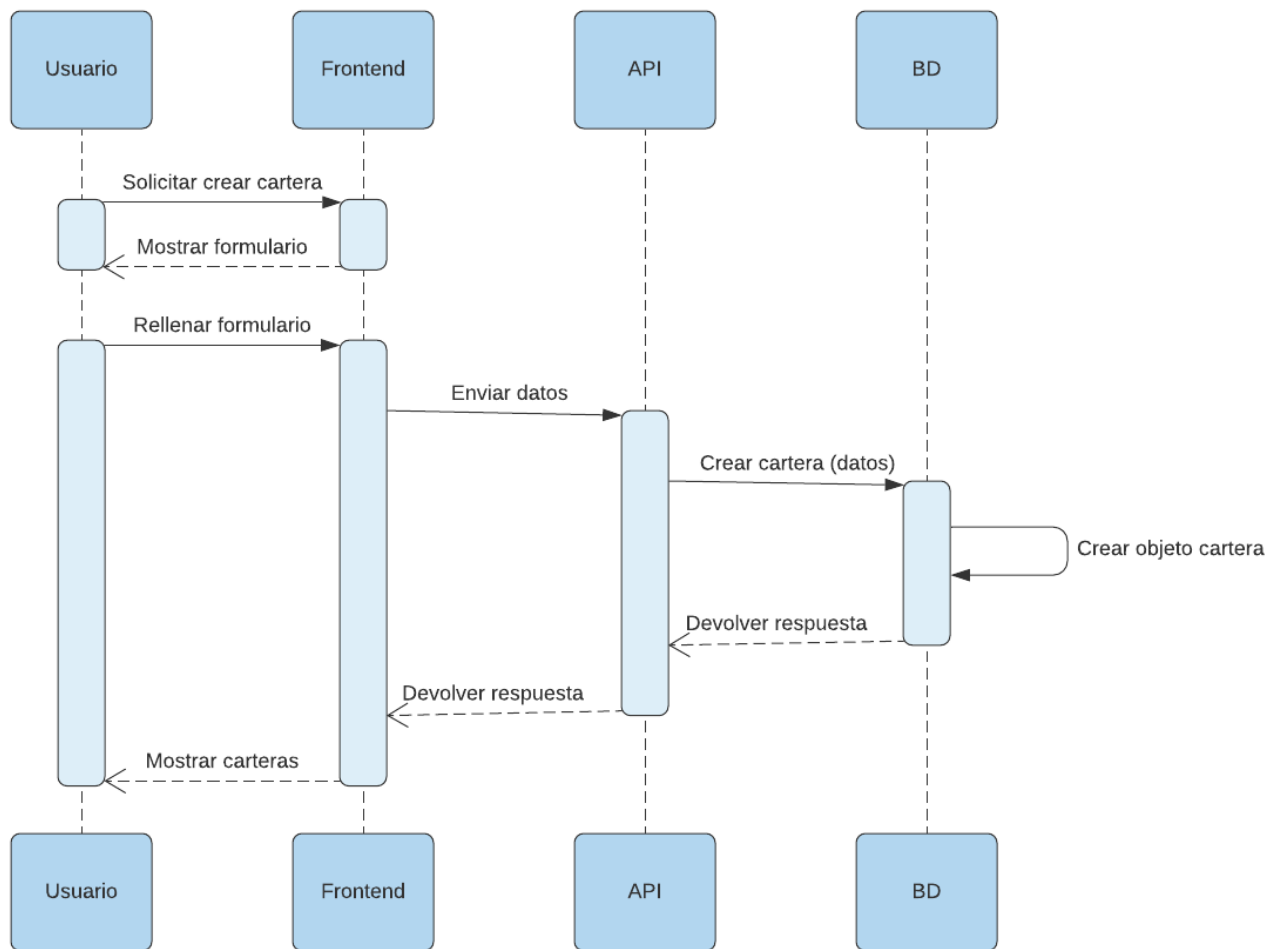 Usuario
Frontend
API
BD
Solicitar crear cartera
Mostrar formulario
Rellenar formulario
Enviar datos
Crear cartera (datos)
Crear objeto cartera
Devolver respuesta
Devolver respuesta
Mostrar carteras
Usuario
Frontend
API
BD